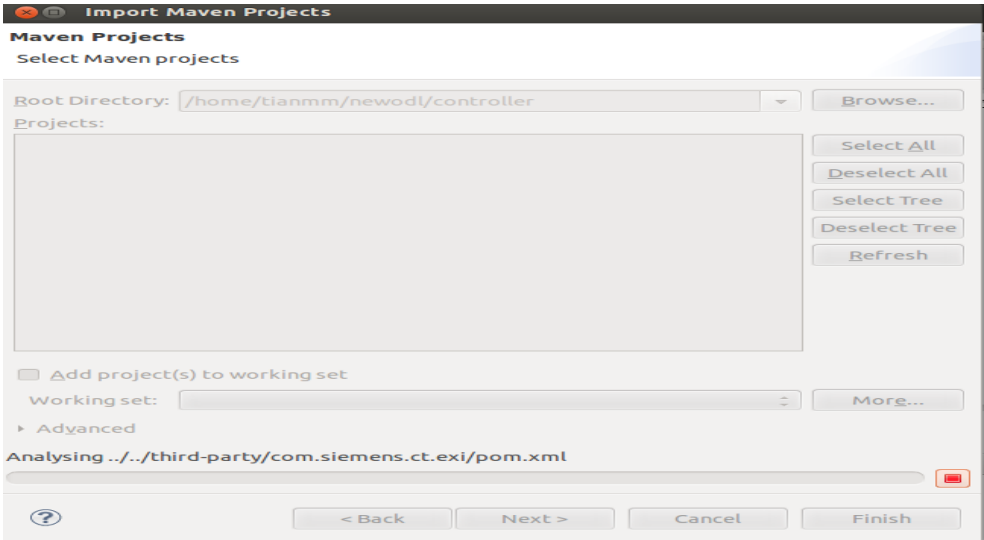 Import Maven Projects
Maven Projects
Select Maven projects
Root Directory: /home/tianmm/newodl/controller Browse...
Projects:
Select All
Deselect All
Select Tree
Deselect Tree
Refresh
Add project(s) to working set
Working set: More...
Advanced
Analysing ../../third-party/com.siemens.ct.exi/pom.xml
? < Back Next > Cancel Finish